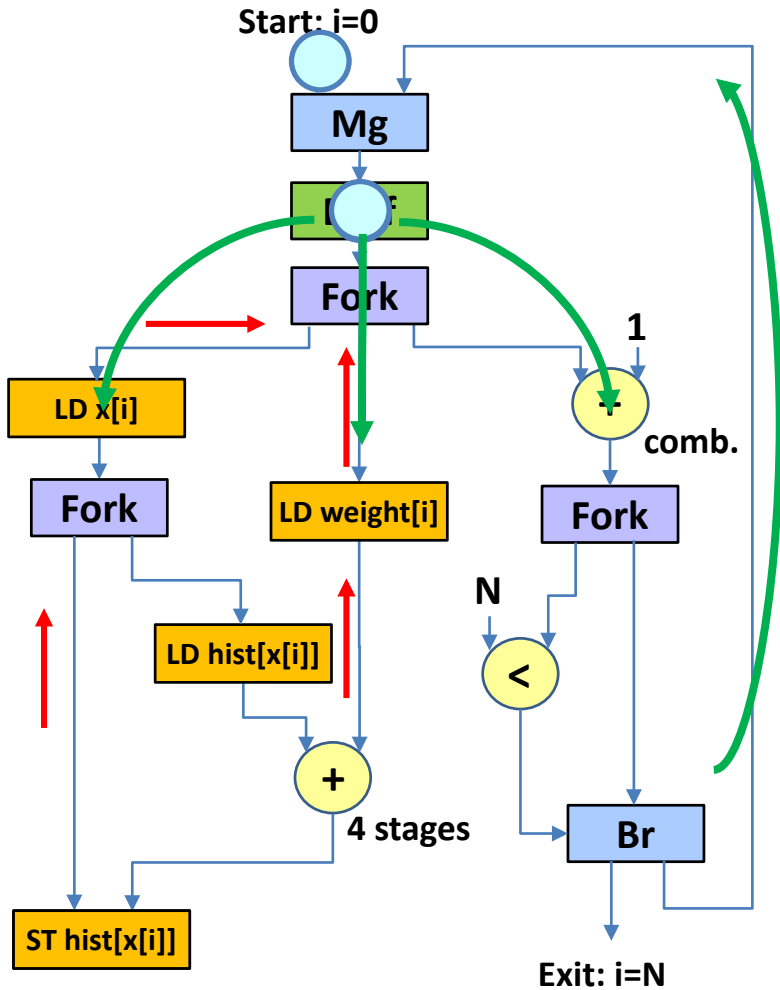 Start: i=0
Mg
Fork
1
LD x[i]
+
comb.
Fork
LD weight[i]
Fork
N
LD hist[x[i]]
<
+
4 stages
Br
ST hist[x[i]]
Exit: i=N